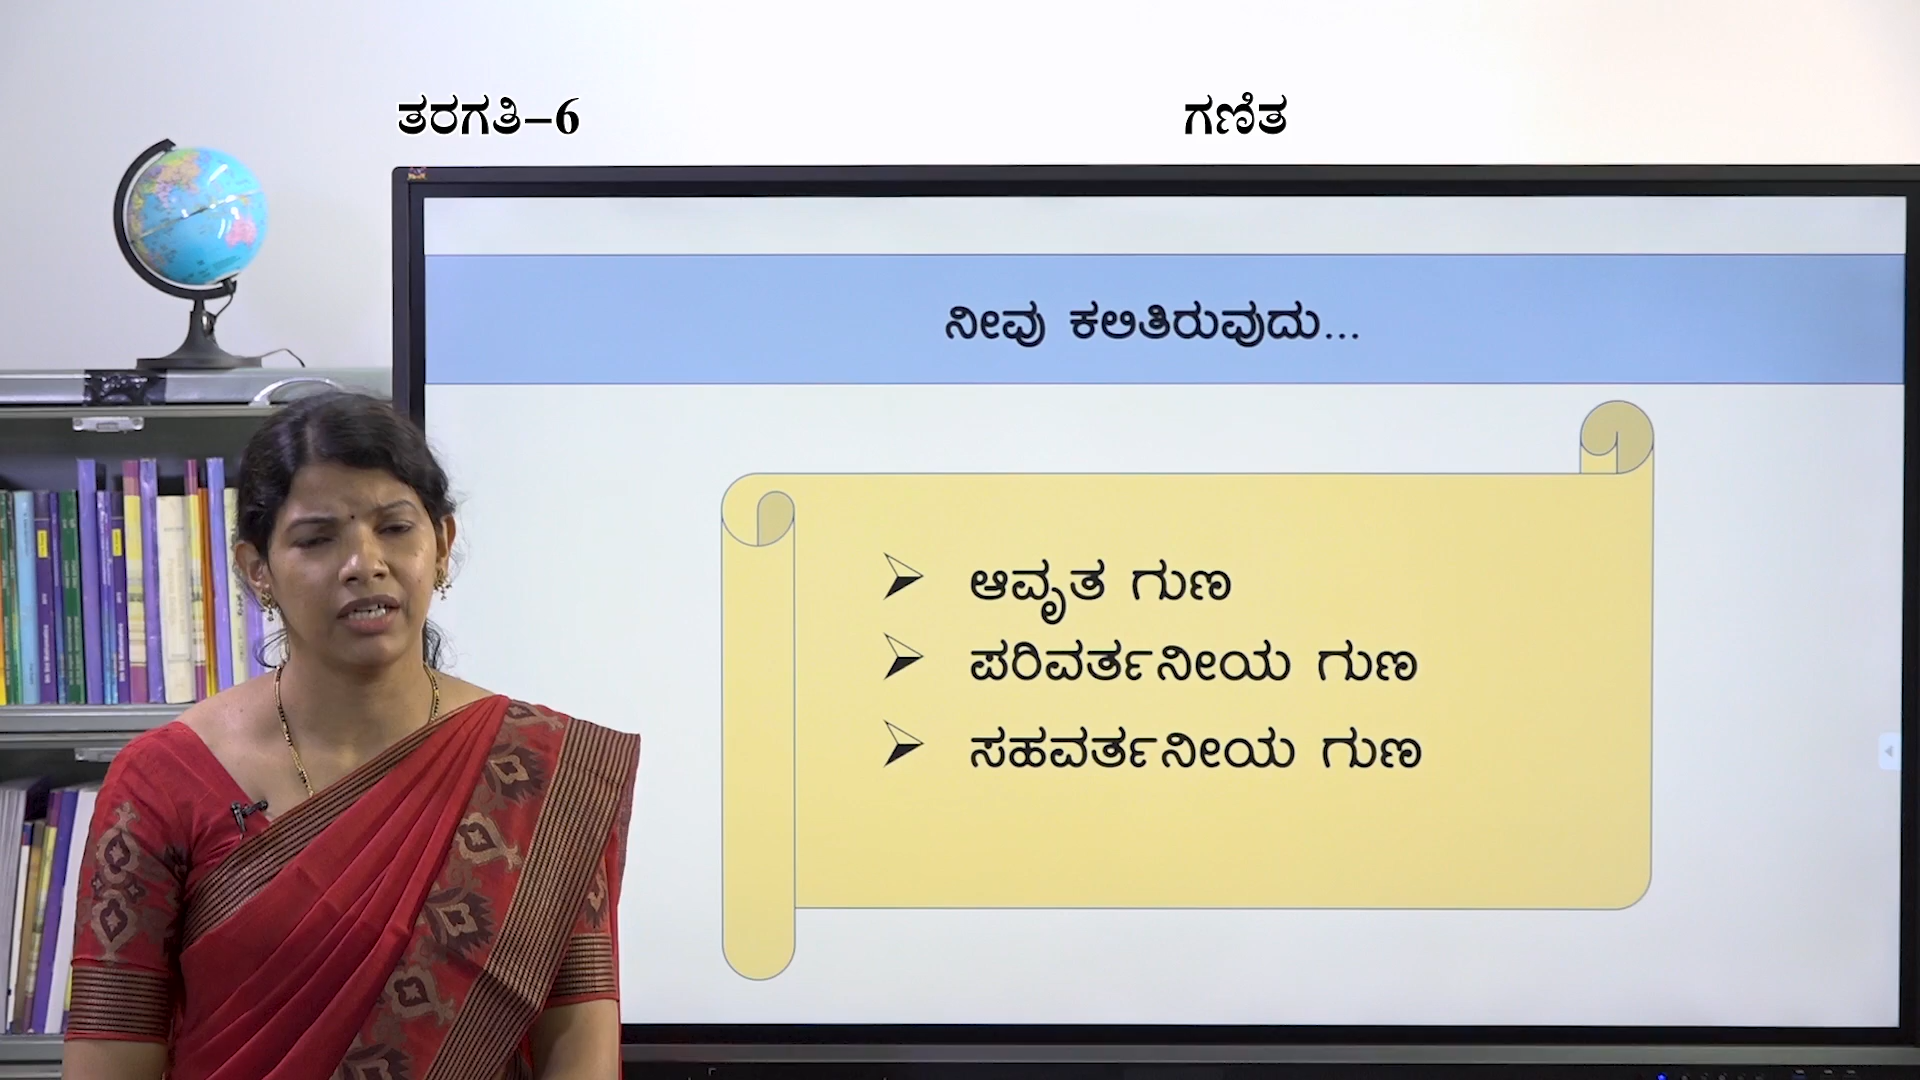 ತರಗತಿ–6
ಗಣಿತ
ನೀವು ಕಲಿತಿರುವುದು...
ಆವೃತ ಗುಣ
ಪರಿವರ್ತನೀಯ ಗುಣ
ಸಹವರ್ತನೀಯ ಗುಣ